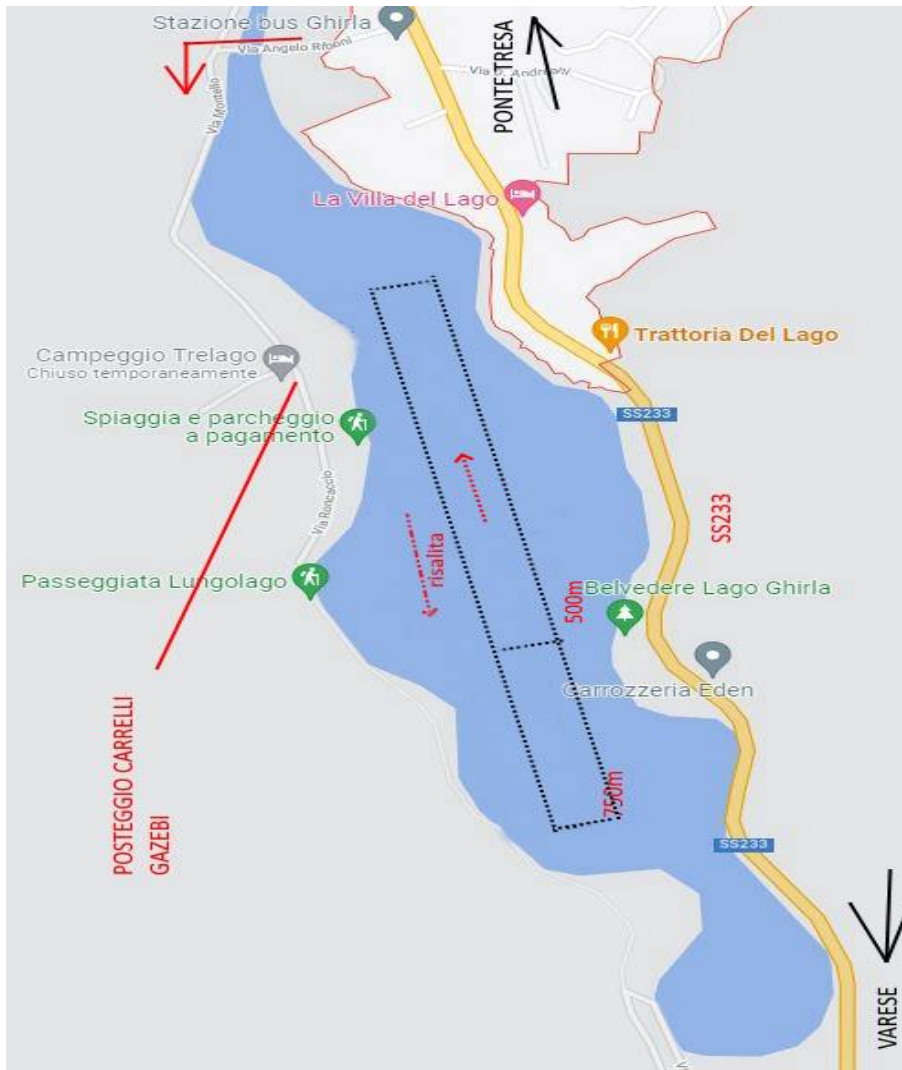 Stazione bus Ghirla
Via Angelo Rigoni
PONTE TRESA
Via Montello
La Villa del Lago
Trattoria Del Lago
Campeggio Trelago
Chiuso temporaneamente
SS233
Spiaggia e parcheggio
a pagamento
Via Roncaccio
SS233
risalita
Passeggiata Lungolago
500m
Belvedere Lago Ghirla
Carrozzeria Eden
POSTEGGIO CARRELLI
GAZEBI
750m
SS233
VARESE